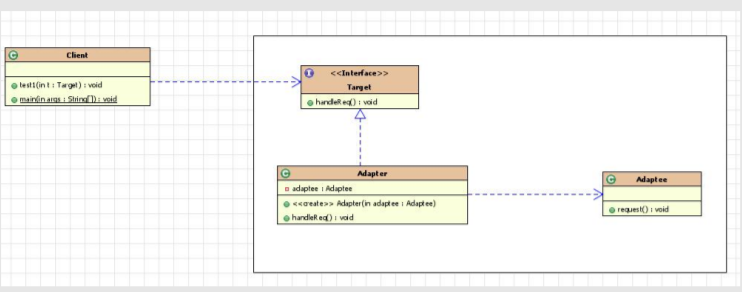 Client
test1(in t : Target) : void
main(in args : String[]) : void
<<Interface>>
Target
handleReq() : void
Adapter
adaptee : Adaptee
<<create>> Adapter(in adaptee : Adaptee)
handleReq() : void
Adaptee
request() : void